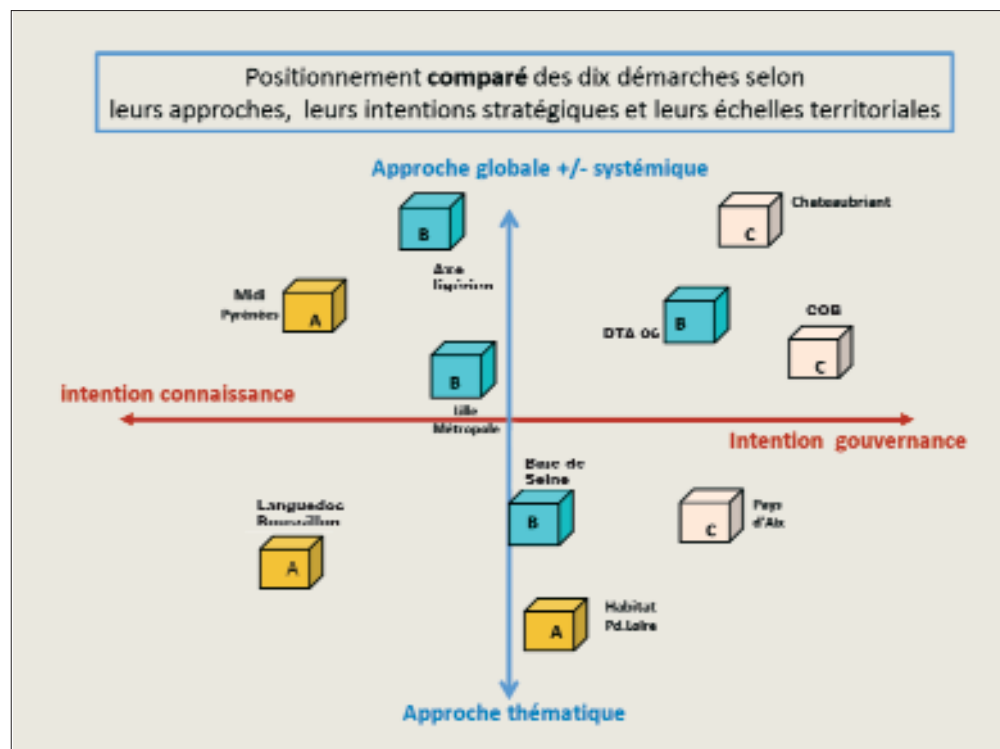 Positionnement comparé des dix démarches selon
leurs approches, leurs intentions stratégiques et leurs échelles territoriales
Approche globale +/- systémique
Chateaubriant
C
B
Axe
ligérien
Midi
Pyrénées
A
DTA 06
B
COB
C
B
intention connaissance
Lille
Métropole
Intention gouvernance
Baie de
Seine
Languedoc
Roussillon
B
C
Pays
d'Aix
A
Habitat
Pd.Loire
A
Approche thématique